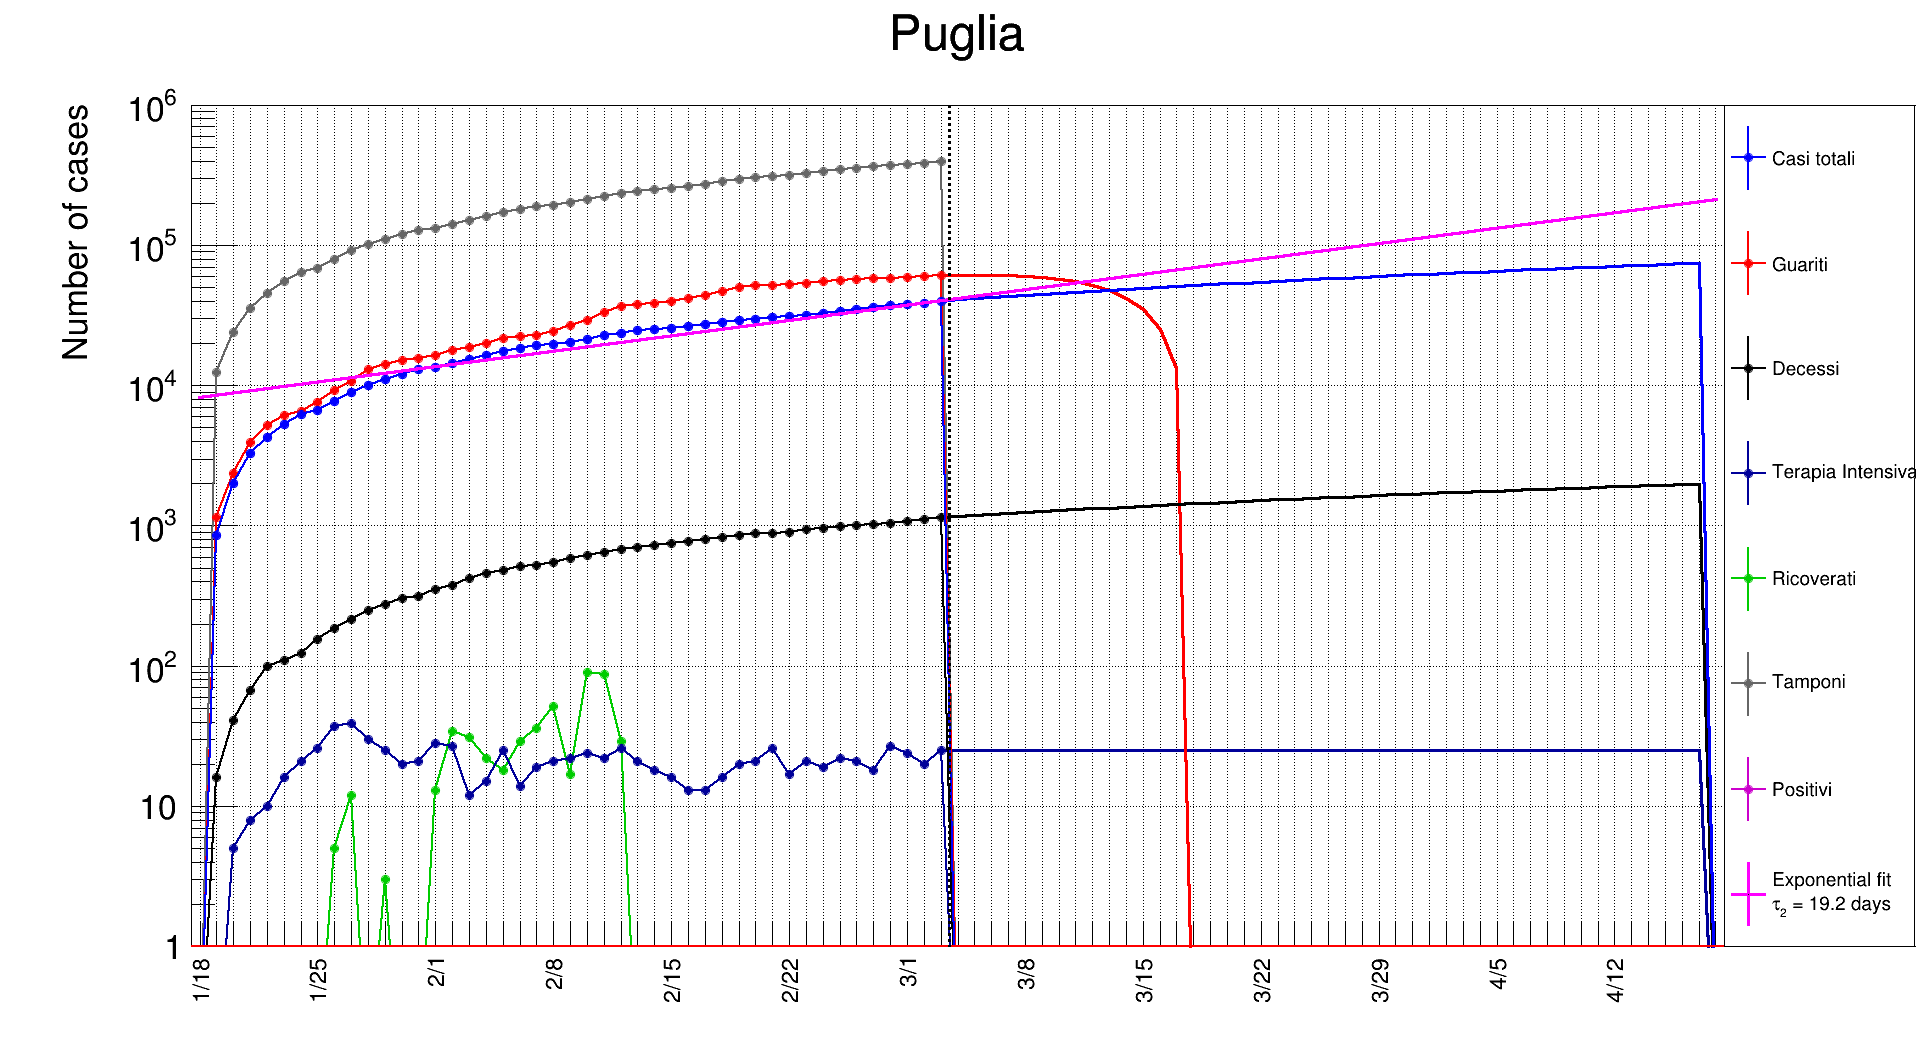 Puglia
Number of cases
10^6
10^5
10^4
10^3
10^2
10
1
1/18
1/25
2/1
2/8
2/15
2/22
3/1
3/8
3/15
3/22
3/29
4/5
4/12
Casi totali
Guariti
Decessi
Terapia Intensiva
Ricoverati
Tamponi
Positivi
Exponential fit
τ₂ = 19.2 days